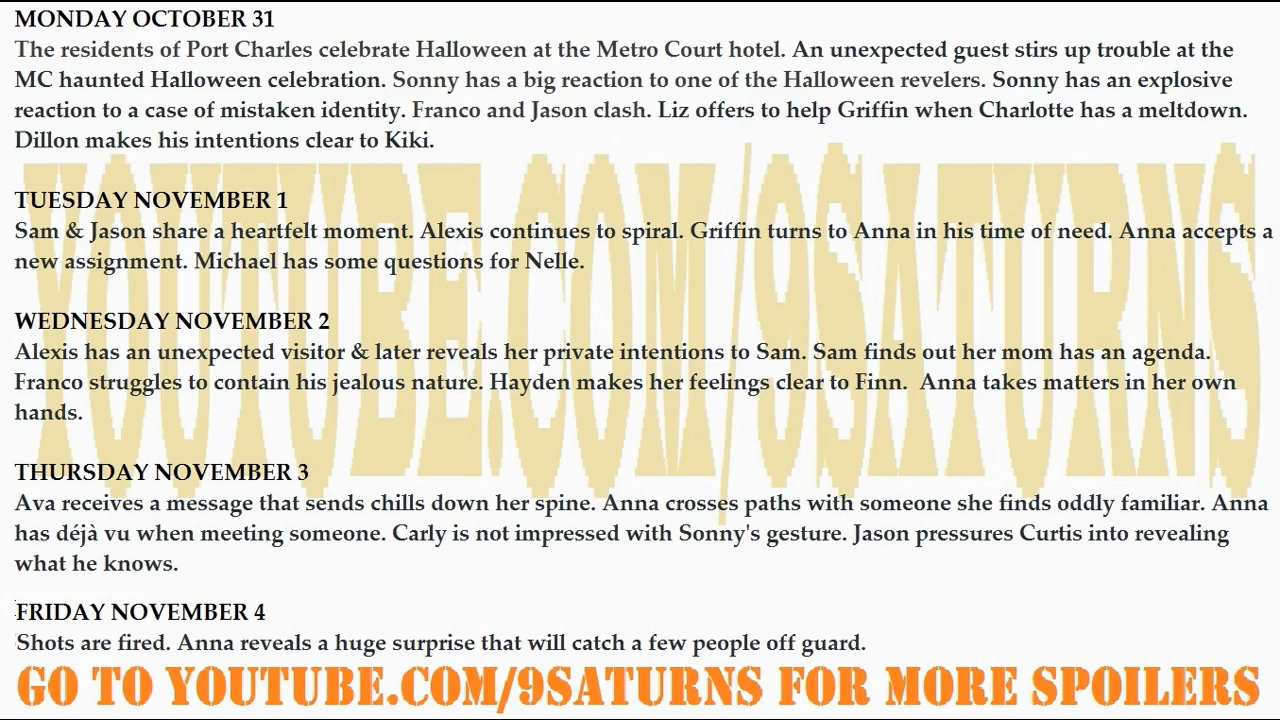 MONDAY OCTOBER 31
The residents of Port Charles celebrate Halloween at the Metro Court hotel. An unexpected guest stirs up trouble at the
MC haunted Halloween celebration. Sonny has a big reaction to one of the Halloween revelers. Sonny has an explosive
reaction to a case of mistaken identity. Franco and Jason clash. Liz offers to help Griffin when Charlotte has a meltdown.
Dillon makes his intentions clear to Kiki.
TUESDAY NOVEMBER 1
Sam & Jason share a heartfelt moment. Alexis continues to spiral. Griffin turns to Anna in his time of need. Anna accepts a
new assignment. Michael has some questions for Nelle.
WEDNESDAY NOVEMBER 2
Alexis has an unexpected visitor & later reveals her private intentions to Sam. Sam finds out her mom has an agenda.
Franco struggles to contain his jealous nature. Hayden makes her feelings clear to Finn.  Anna takes matters in her own
hands.
THURSDAY NOVEMBER 3
Ava receives a message that sends chills down her spine. Anna crosses paths with someone she finds oddly familiar. Anna
has déjà vu when meeting someone. Carly is not impressed with Sonny's gesture. Jason pressures Curtis into revealing
what he knows.
FRIDAY NOVEMBER 4
Shots are fired. Anna reveals a huge surprise that will catch a few people off guard.
GO TO YOUTUBE.COM/9SATURNS FOR MORE SPOILERS
YOUTUBE.COM/9SATURNS